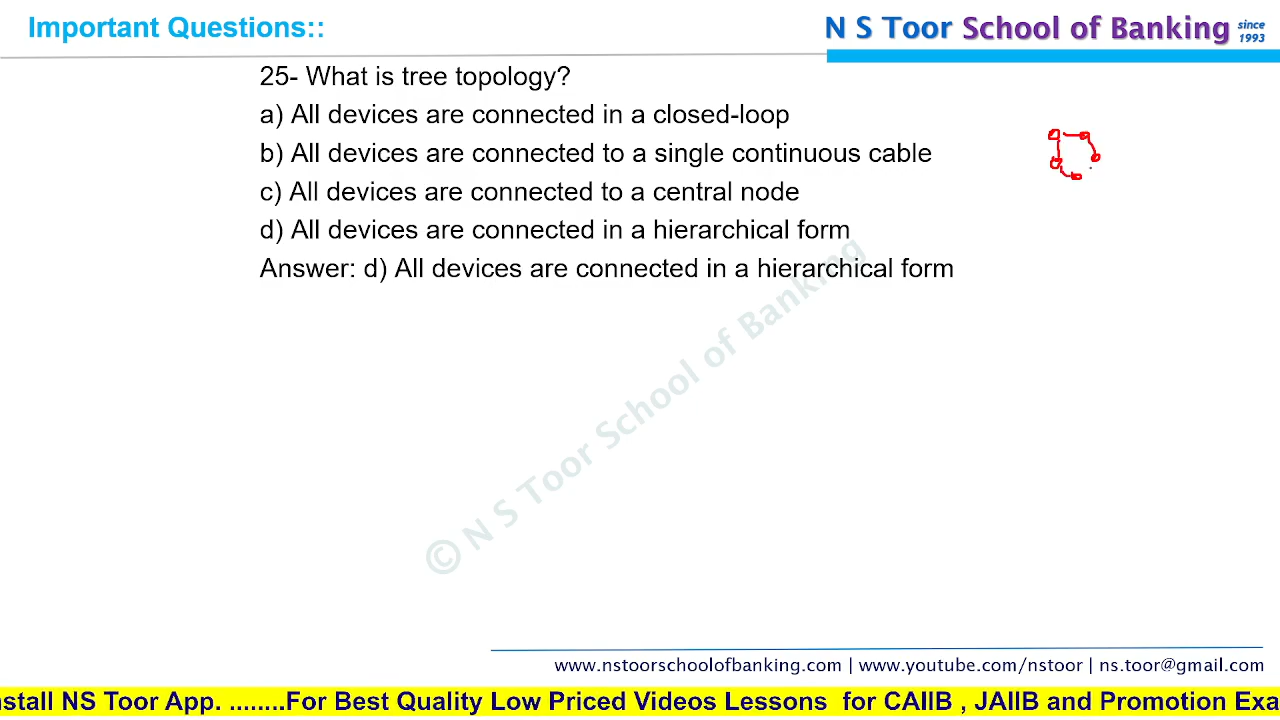 Important Questions::
N S Toor School of Banking since 1993
25- What is tree topology?
a) All devices are connected in a closed-loop
b) All devices are connected to a single continuous cable
c) All devices are connected to a central node
d) All devices are connected in a hierarchical form
Answer: d) All devices are connected in a hierarchical form
© N S Toor School of Banking
www.nstoorschoolofbanking.com | www.youtube.com/nstoor | ns.toor@gmail.com
nstall NS Toor App. ........For Best Quality Low Priced Videos Lessons for CAIIB , JAIIB and Promotion Exa